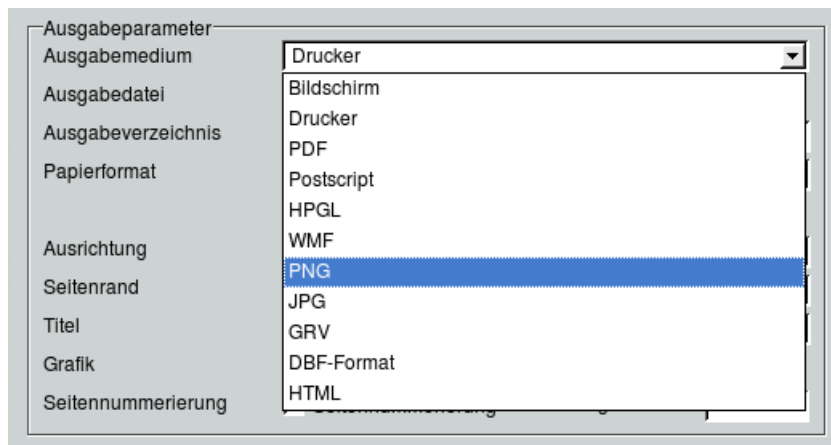 Ausgabeparameter
Ausgabemedium Drucker
Ausgabedatei Bildschirm
Drucker
Ausgabeverzeichnis
PDF
Papierformat Postscript
HPGL
Ausrichtung WMF
PNG
Seitenrand JPG
Titel GRV
Grafik DBF-Format
Seitennummerierung HTML